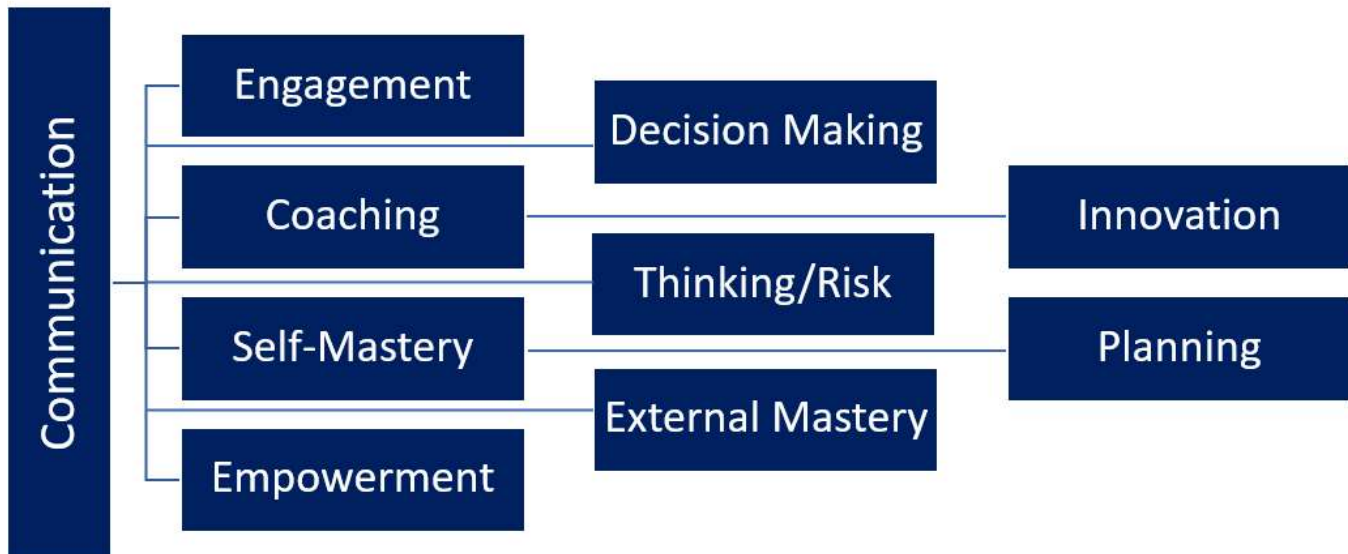 Communication
Engagement
Decision Making
Coaching
Innovation
Thinking/Risk
Self-Mastery
Planning
External Mastery
Empowerment